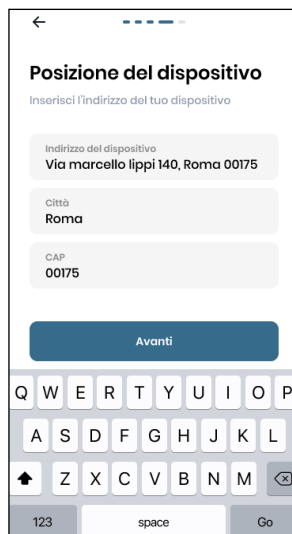 Posizione del dispositivo
Inserisci l'indirizzo del tuo dispositivo
Indirizzo del dispositivo
Via marcello lippi 140, Roma 00175
Città
Roma
CAP
00175
Avanti
Q W E R T Y U I O P
A S D F G H J K L
Z X C V B N M
123 space Go